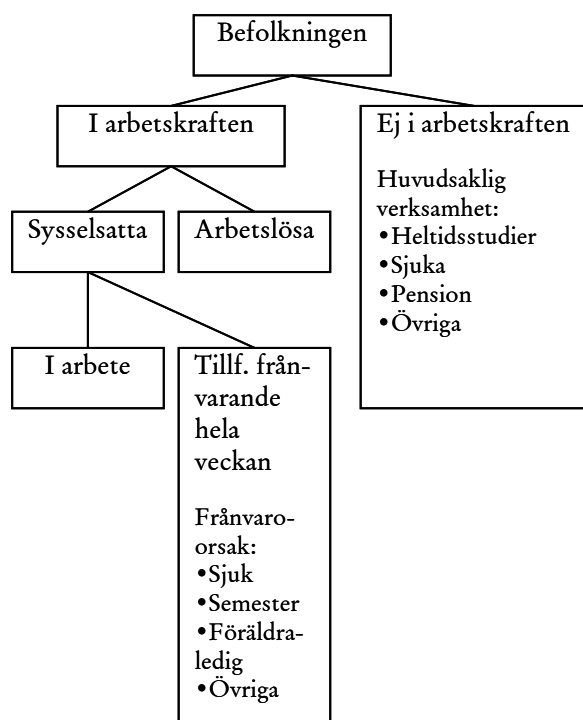 Befolkningen
I arbetskraften
Ej i arbetskraften
Huvudsaklig
verksamhet:
•Heltidsstudier
•Sjuka
•Pension
•Övriga
Sysselsatta
Arbetslösa
I arbete
Tillf. från-
varande
hela
veckan
Frånvaro-
orsak:
•Sjuk
•Semester
•Föräldra-
ledig
•Övriga